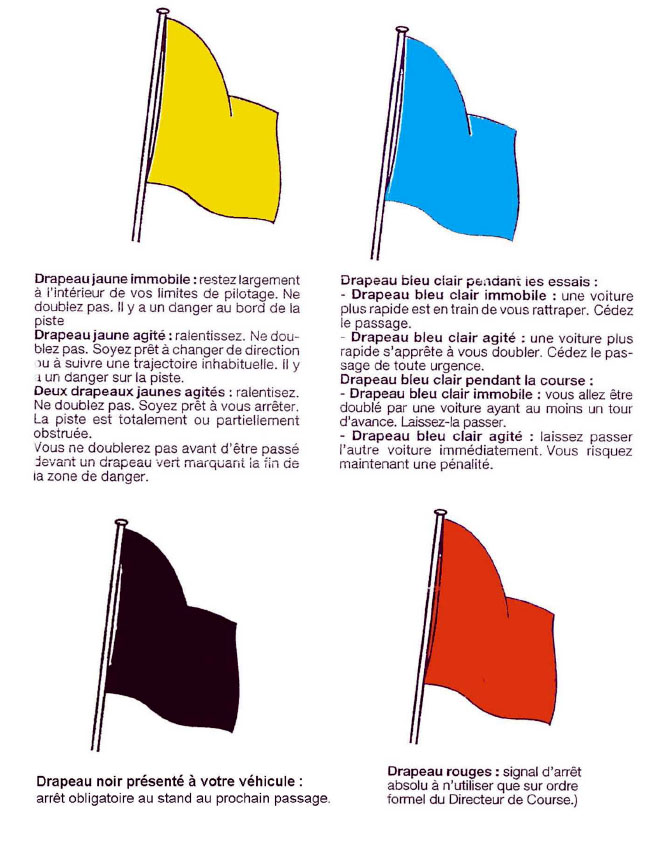 Drapeau jaune immobile : restez largement
à l'intérieur de vos limites de pilotage. Ne
doublez pas. Il y a un danger au bord de la
piste
Drapeau jaune agité : ralentissez. Ne dou-
blez pas. Soyez prêt à changer de direction
ou à suivre une trajectoire inhabituelle. Il y
a un danger sur la piste.
Deux drapeaux jaunes agités : ralentisez.
Ne doublez pas. Soyez prêt à vous arrêter.
La piste est totalement ou partiellement
obstruée.
Vous ne doublerez pas avant d'être passé
devant un drapeau vert marquant la fin de
la zone de danger.
Drapeau bleu clair pendant les essais :
- Drapeau bleu clair immobile : une voiture
plus rapide est en train de vous rattraper. Cédez
le passage.
- Drapeau bleu clair agité : une voiture plus
rapide s'apprête à vous doubler. Cédez le pas-
sage de toute urgence.
Drapeau bleu clair pendant la course :
- Drapeau bleu clair immobile : vous allez être
doublé par une voiture ayant au moins un tour
d'avance. Laissez-la passer.
- Drapeau bleu clair agité : laissez passer
l'autre voiture immédiatement. Vous risquez
maintenant une pénalité.
Drapeau noir présenté à votre véhicule :
arrêt obligatoire au stand au prochain passage.
Drapeau rouges : signal d'arrêt
absolu à n'utiliser que sur ordre
formel du Directeur de Course.)